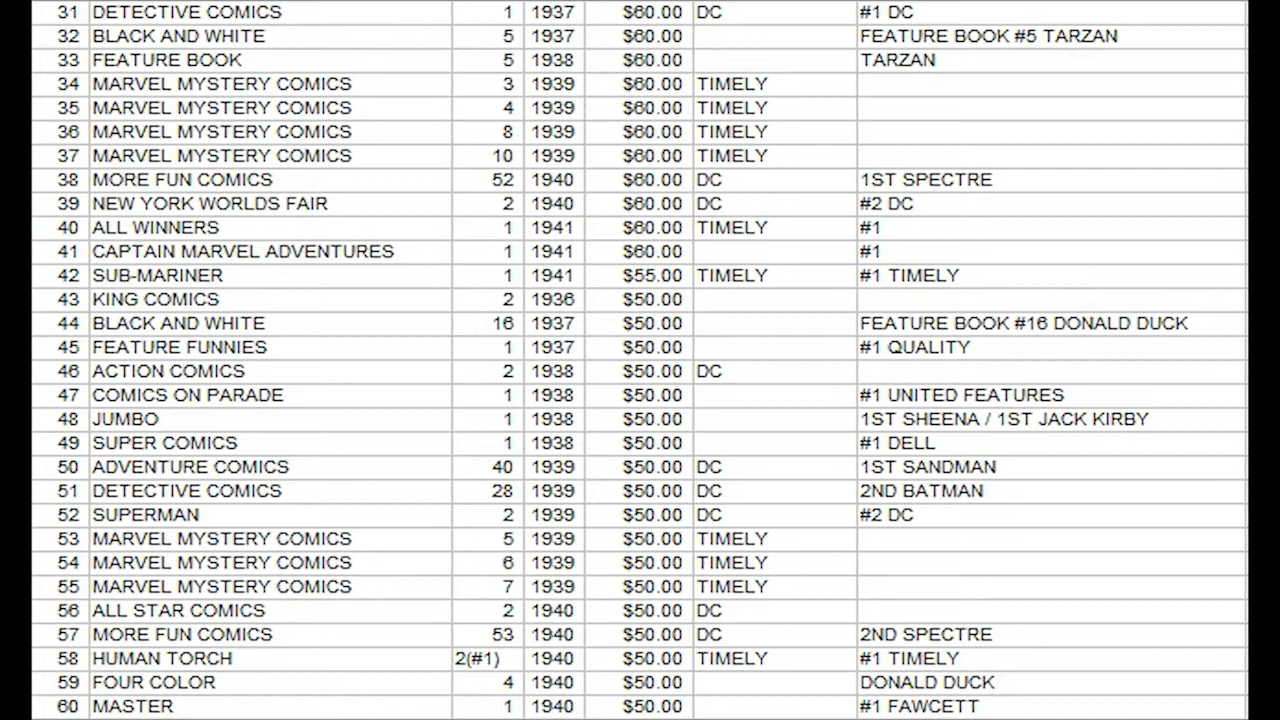 31 DETECTIVE COMICS 1 1937 $60.00 DC #1 DC
32 BLACK AND WHITE 5 1937 $60.00 FEATURE BOOK #5 TARZAN
33 FEATURE BOOK 5 1938 $60.00 TARZAN
34 MARVEL MYSTERY COMICS 3 1939 $60.00 TIMELY
35 MARVEL MYSTERY COMICS 4 1939 $60.00 TIMELY
36 MARVEL MYSTERY COMICS 8 1939 $60.00 TIMELY
37 MARVEL MYSTERY COMICS 10 1939 $60.00 TIMELY
38 MORE FUN COMICS 52 1940 $60.00 DC 1ST SPECTRE
39 NEW YORK WORLDS FAIR 2 1940 $60.00 DC #2 DC
40 ALL WINNERS 1 1941 $60.00 TIMELY #1
41 CAPTAIN MARVEL ADVENTURES 1 1941 $60.00 #1
42 SUB-MARINER 1 1941 $55.00 TIMELY #1 TIMELY
43 KING COMICS 2 1936 $50.00
44 BLACK AND WHITE 16 1937 $50.00 FEATURE BOOK #16 DONALD DUCK
45 FEATURE FUNNIES 1 1937 $50.00 #1 QUALITY
46 ACTION COMICS 2 1938 $50.00 DC
47 COMICS ON PARADE 1 1938 $50.00 #1 UNITED FEATURES
48 JUMBO 1 1938 $50.00 1ST SHEENA / 1ST JACK KIRBY
49 SUPER COMICS 1 1938 $50.00 #1 DELL
50 ADVENTURE COMICS 40 1939 $50.00 DC 1ST SANDMAN
51 DETECTIVE COMICS 28 1939 $50.00 DC 2ND BATMAN
52 SUPERMAN 2 1939 $50.00 DC #2 DC
53 MARVEL MYSTERY COMICS 5 1939 $50.00 TIMELY
54 MARVEL MYSTERY COMICS 6 1939 $50.00 TIMELY
55 MARVEL MYSTERY COMICS 7 1939 $50.00 TIMELY
56 ALL STAR COMICS 2 1940 $50.00 DC
57 MORE FUN COMICS 53 1940 $50.00 DC 2ND SPECTRE
58 HUMAN TORCH 2(#1) 1940 $50.00 TIMELY #1 TIMELY
59 FOUR COLOR 4 1940 $50.00 DONALD DUCK
60 MASTER 1 1940 $50.00 #1 FAWCETT